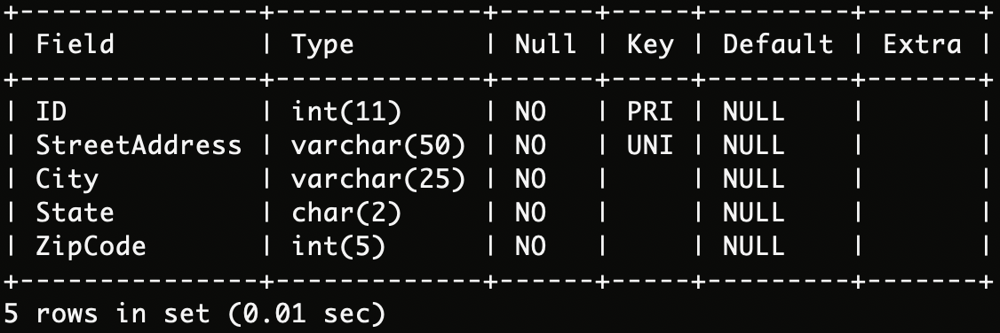 +---------------+-------------+------+-----+---------+-------+
| Field         | Type        | Null | Key | Default | Extra |
+---------------+-------------+------+-----+---------+-------+
| ID            | int(11)     | NO   | PRI | NULL    |       |
| StreetAddress | varchar(50) | NO   | UNI | NULL    |       |
| City          | varchar(25) | NO   |     | NULL    |       |
| State         | char(2)     | NO   |     | NULL    |       |
| ZipCode       | int(5)      | NO   |     | NULL    |       |
+---------------+-------------+------+-----+---------+-------+
5 rows in set (0.01 sec)